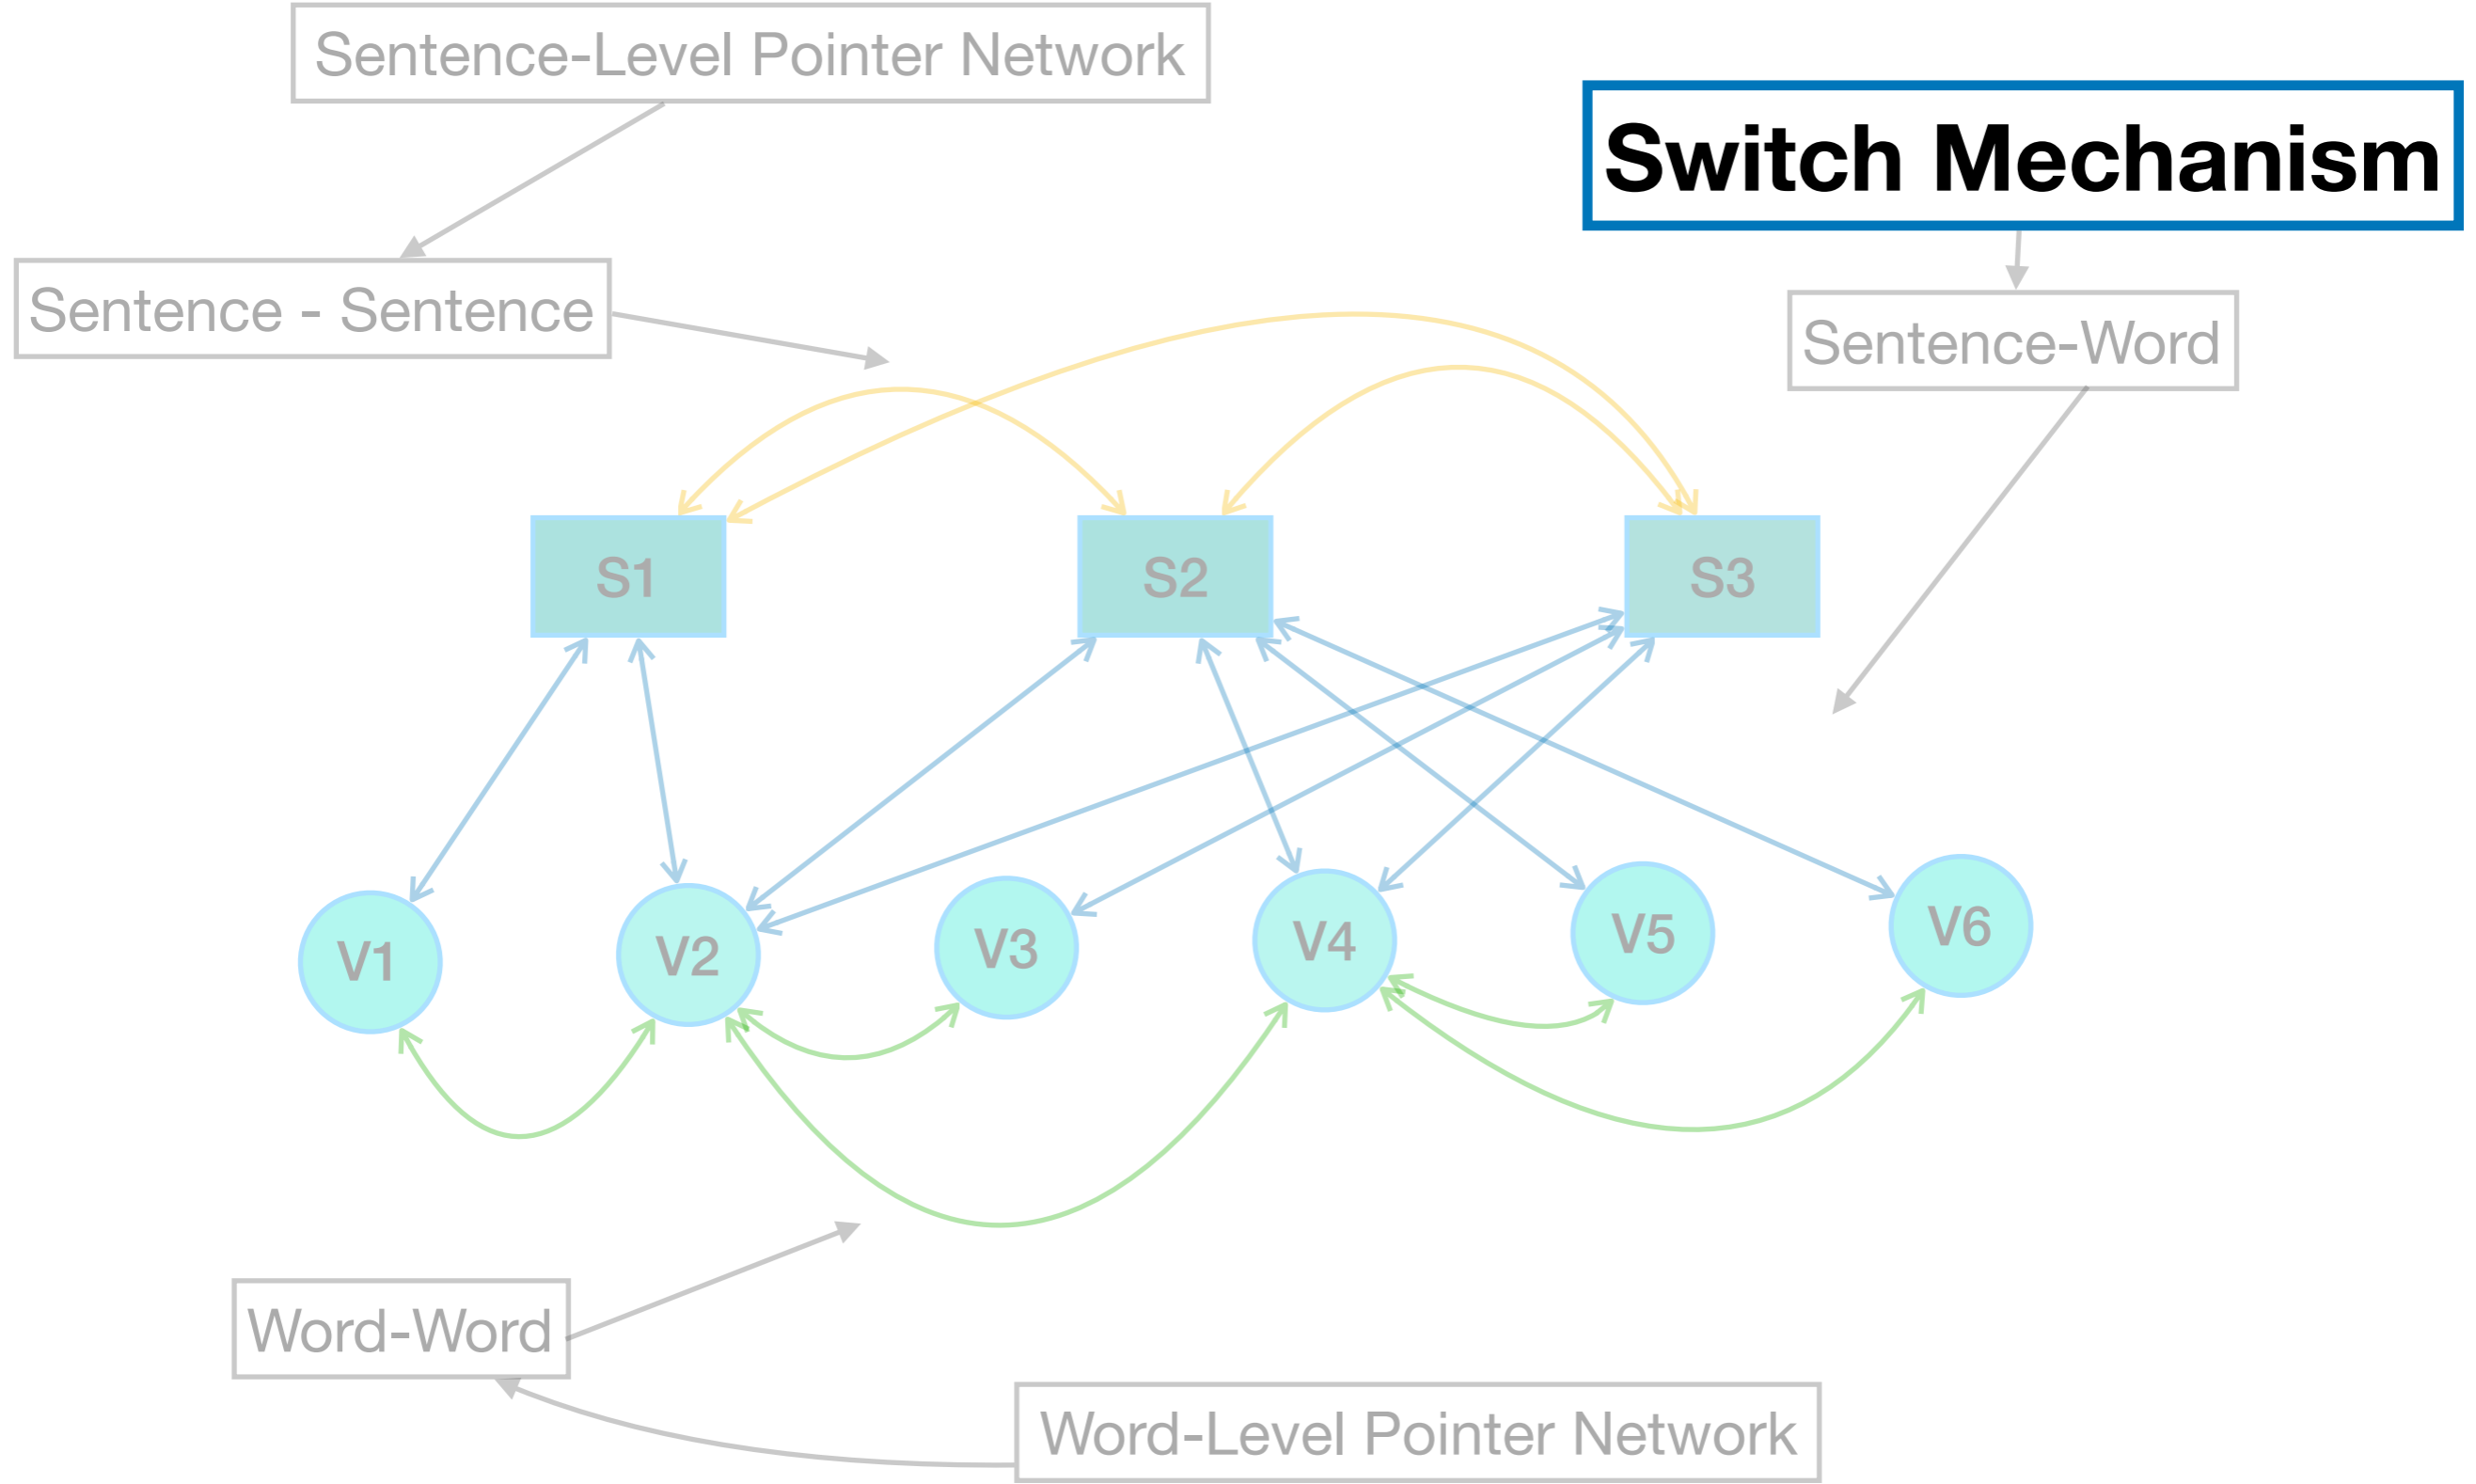 Sentence-Level Pointer Network
Switch Mechanism
Sentence - Sentence
Sentence-Word
S1
S2
S3
V1
V2
V3
V4
V5
V6
Word-Word
Word-Level Pointer Network